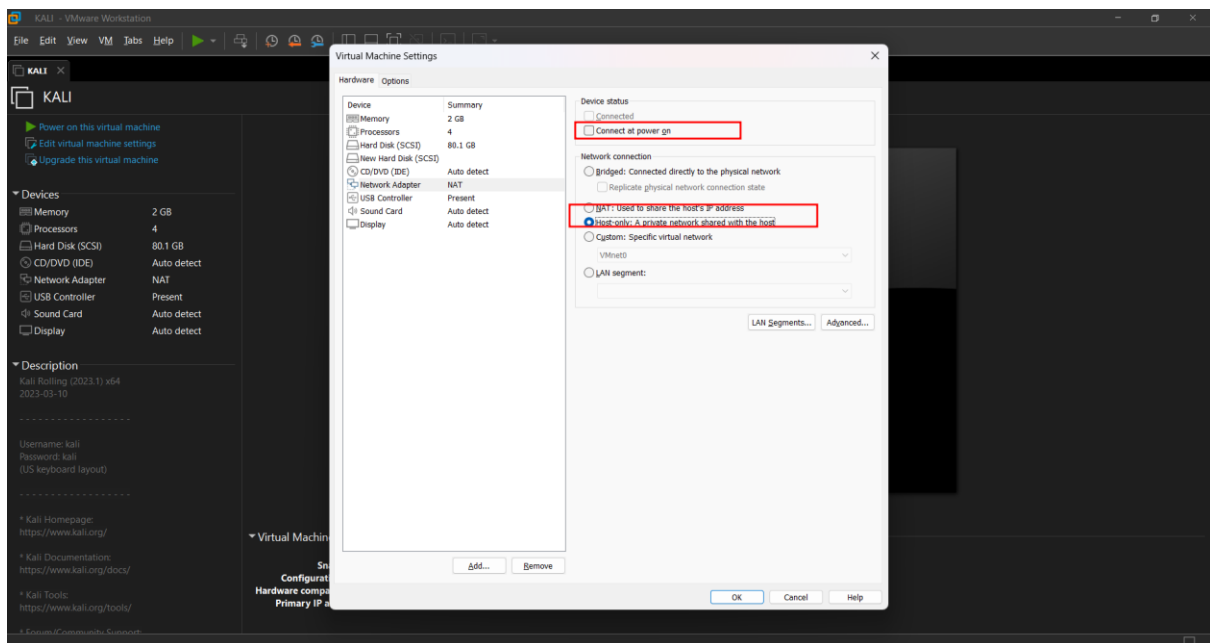 KALI - VMware Workstation
File Edit View VM Tabs Help
KALI
KALI
Power on this virtual machine
Edit virtual machine settings
Upgrade this virtual machine
Devices
Memory 2 GB
Processors 4
Hard Disk (SCSI) 80.1 GB
CD/DVD (IDE) Auto detect
Network Adapter NAT
USB Controller Present
Sound Card Auto detect
Display Auto detect
Description
Kali Rolling (2023.1) x64
2023-03-10
- - - - - - - - - - - - - - - - - -
Username: kali
Password: kali
(US keyboard layout)
- - - - - - - - - - - - - - - - - -
* Kali Homepage:
https://www.kali.org/
* Kali Documentation:
https://www.kali.org/docs/
* Kali Tools:
https://www.kali.org/tools/
* Forum/Community Support:
Virtual Machin
Sn
Configurat
Hardware compa
Primary IP a
Virtual Machine Settings
Hardware Options
Device Summary
Memory 2 GB
Processors 4
Hard Disk (SCSI) 80.1 GB
New Hard Disk (SCSI)
CD/DVD (IDE) Auto detect
Network Adapter NAT
USB Controller Present
Sound Card Auto detect
Display Auto detect
Add... Remove
Device status
Connected
Connect at power on
Network connection
Bridged: Connected directly to the physical network
Replicate physical network connection state
NAT: Used to share the host's IP address
Host-only: A private network shared with the host
Custom: Specific virtual network
VMnet0
LAN segment:
LAN Segments... Advanced...
OK Cancel Help